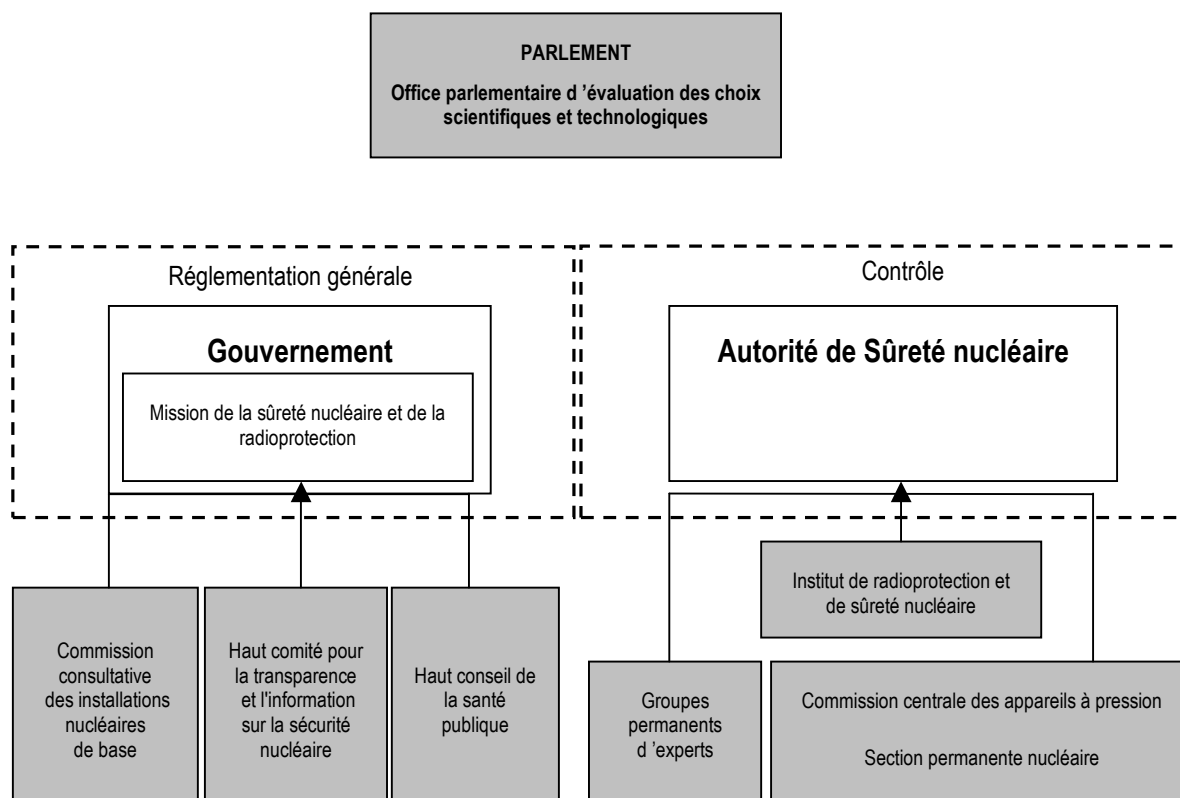 PARLEMENT
Office parlementaire d ’évaluation des choix
scientifiques et technologiques
Réglementation générale
Gouvernement
Mission de la sûreté nucléaire et de la
radioprotection
Contrôle
Autorité de Sûreté nucléaire
Commission
consultative
des installations
nucléaires
de base
Haut comité pour
la transparence
et l'information
sur la sécurité
nucléaire
Haut conseil de
la santé
publique
Institut de radioprotection et
de sûreté nucléaire
Groupes
permanents
d ’experts
Commission centrale des appareils à pression
Section permanente nucléaire